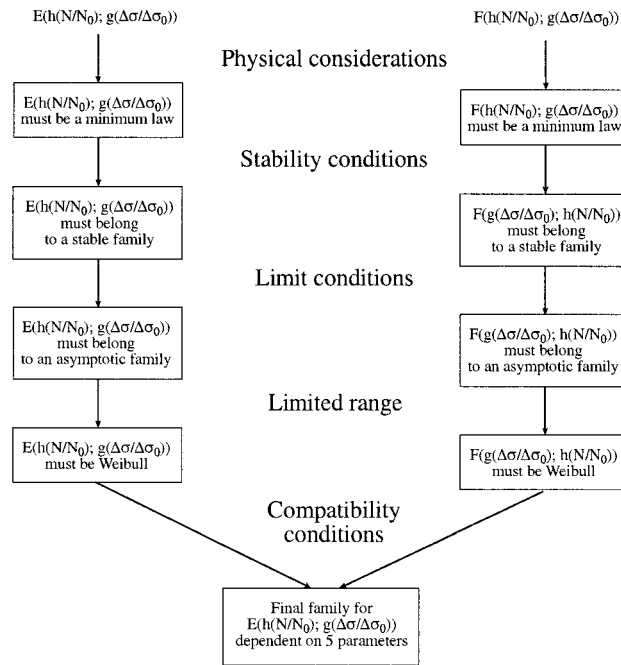 E(h(N/N₀); g(Δσ/Δσ₀))
F(h(N/N₀); g(Δσ/Δσ₀))
Physical considerations
E(h(N/N₀); g(Δσ/Δσ₀))
must be a minimum law
F(h(N/N₀); g(Δσ/Δσ₀))
must be a minimum law
Stability conditions
E(h(N/N₀); g(Δσ/Δσ₀))
must belong
to a stable family
F(g(Δσ/Δσ₀); h(N/N₀))
must belong
to a stable family
Limit conditions
E(h(N/N₀); g(Δσ/Δσ₀))
must belong
to an asymptotic family
F(g(Δσ/Δσ₀); h(N/N₀))
must belong
to an asymptotic family
Limited range
E(h(N/N₀); g(Δσ/Δσ₀))
must be Weibull
F(g(Δσ/Δσ₀); h(N/N₀))
must be Weibull
Compatibility
conditions
Final family for
E(h(N/N₀); g(Δσ/Δσ₀))
dependent on 5 parameters